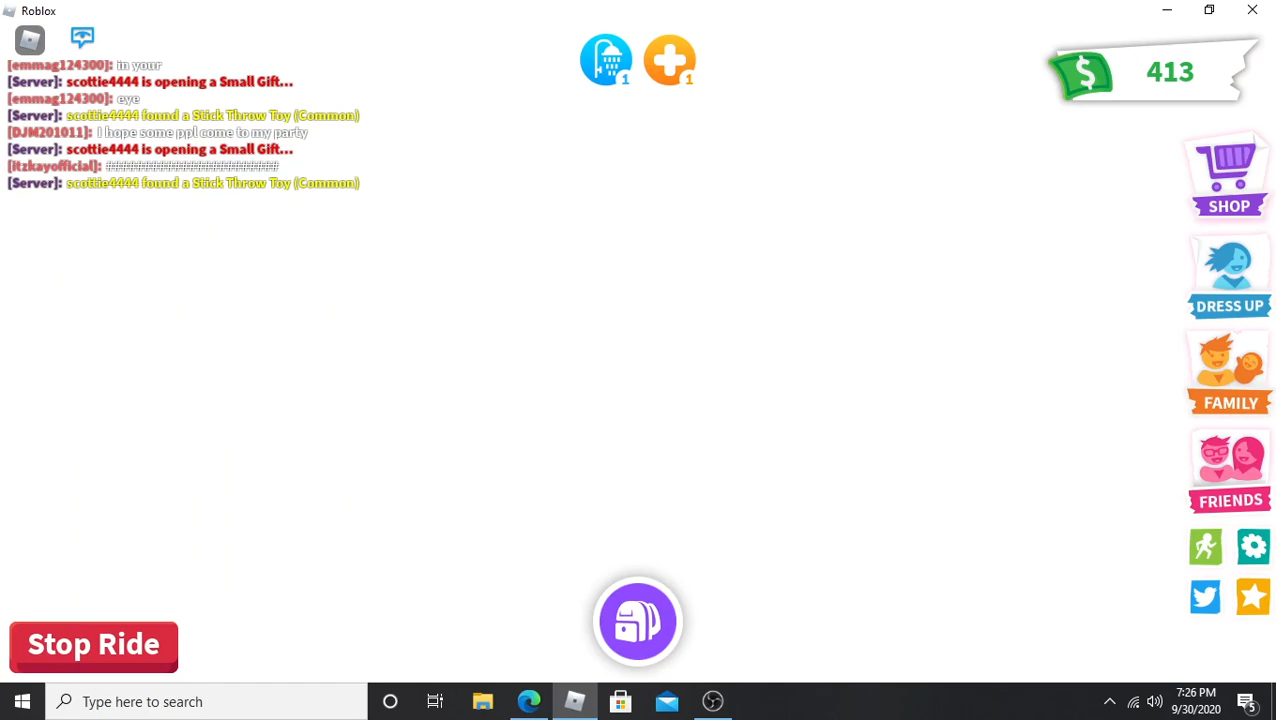 Roblox
[emmag124300]: in your
[Server]: scottie4444 is opening a Small Gift...
[emmag124300]: eye
[Server]: scottie4444 found a Stick Throw Toy (Common)
[DJM201011]: I hope some ppl come to my party
[Server]: scottie4444 is opening a Small Gift...
[itzkayofficial]: ##########################
[Server]: scottie4444 found a Stick Throw Toy (Common)
1
1
$ 413
SHOP
DRESS UP
FAMILY
FRIENDS
Stop Ride
Type here to search
7:26 PM
9/30/2020
5